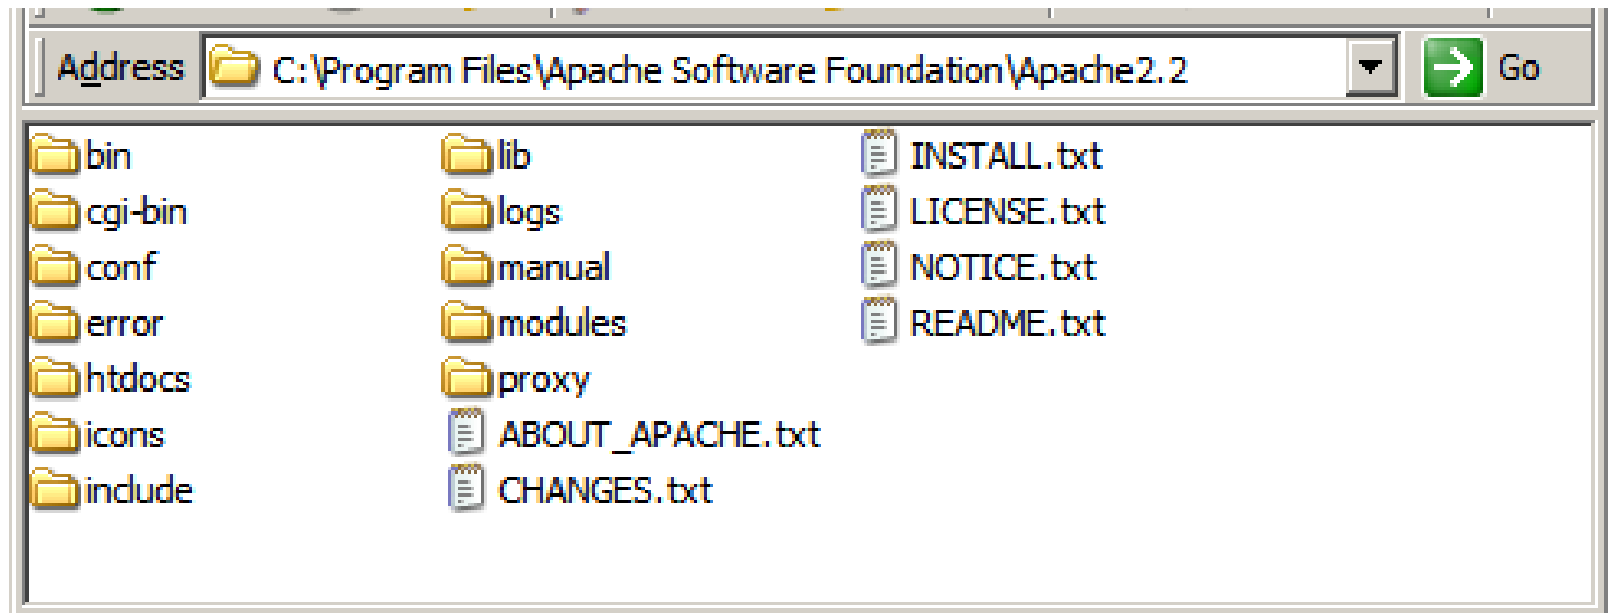 Address C:\Program Files\Apache Software Foundation\Apache2.2 Go
bin
cgi-bin
conf
error
htdocs
icons
include
lib
logs
manual
modules
proxy
ABOUT_APACHE.txt
CHANGES.txt
INSTALL.txt
LICENSE.txt
NOTICE.txt
README.txt